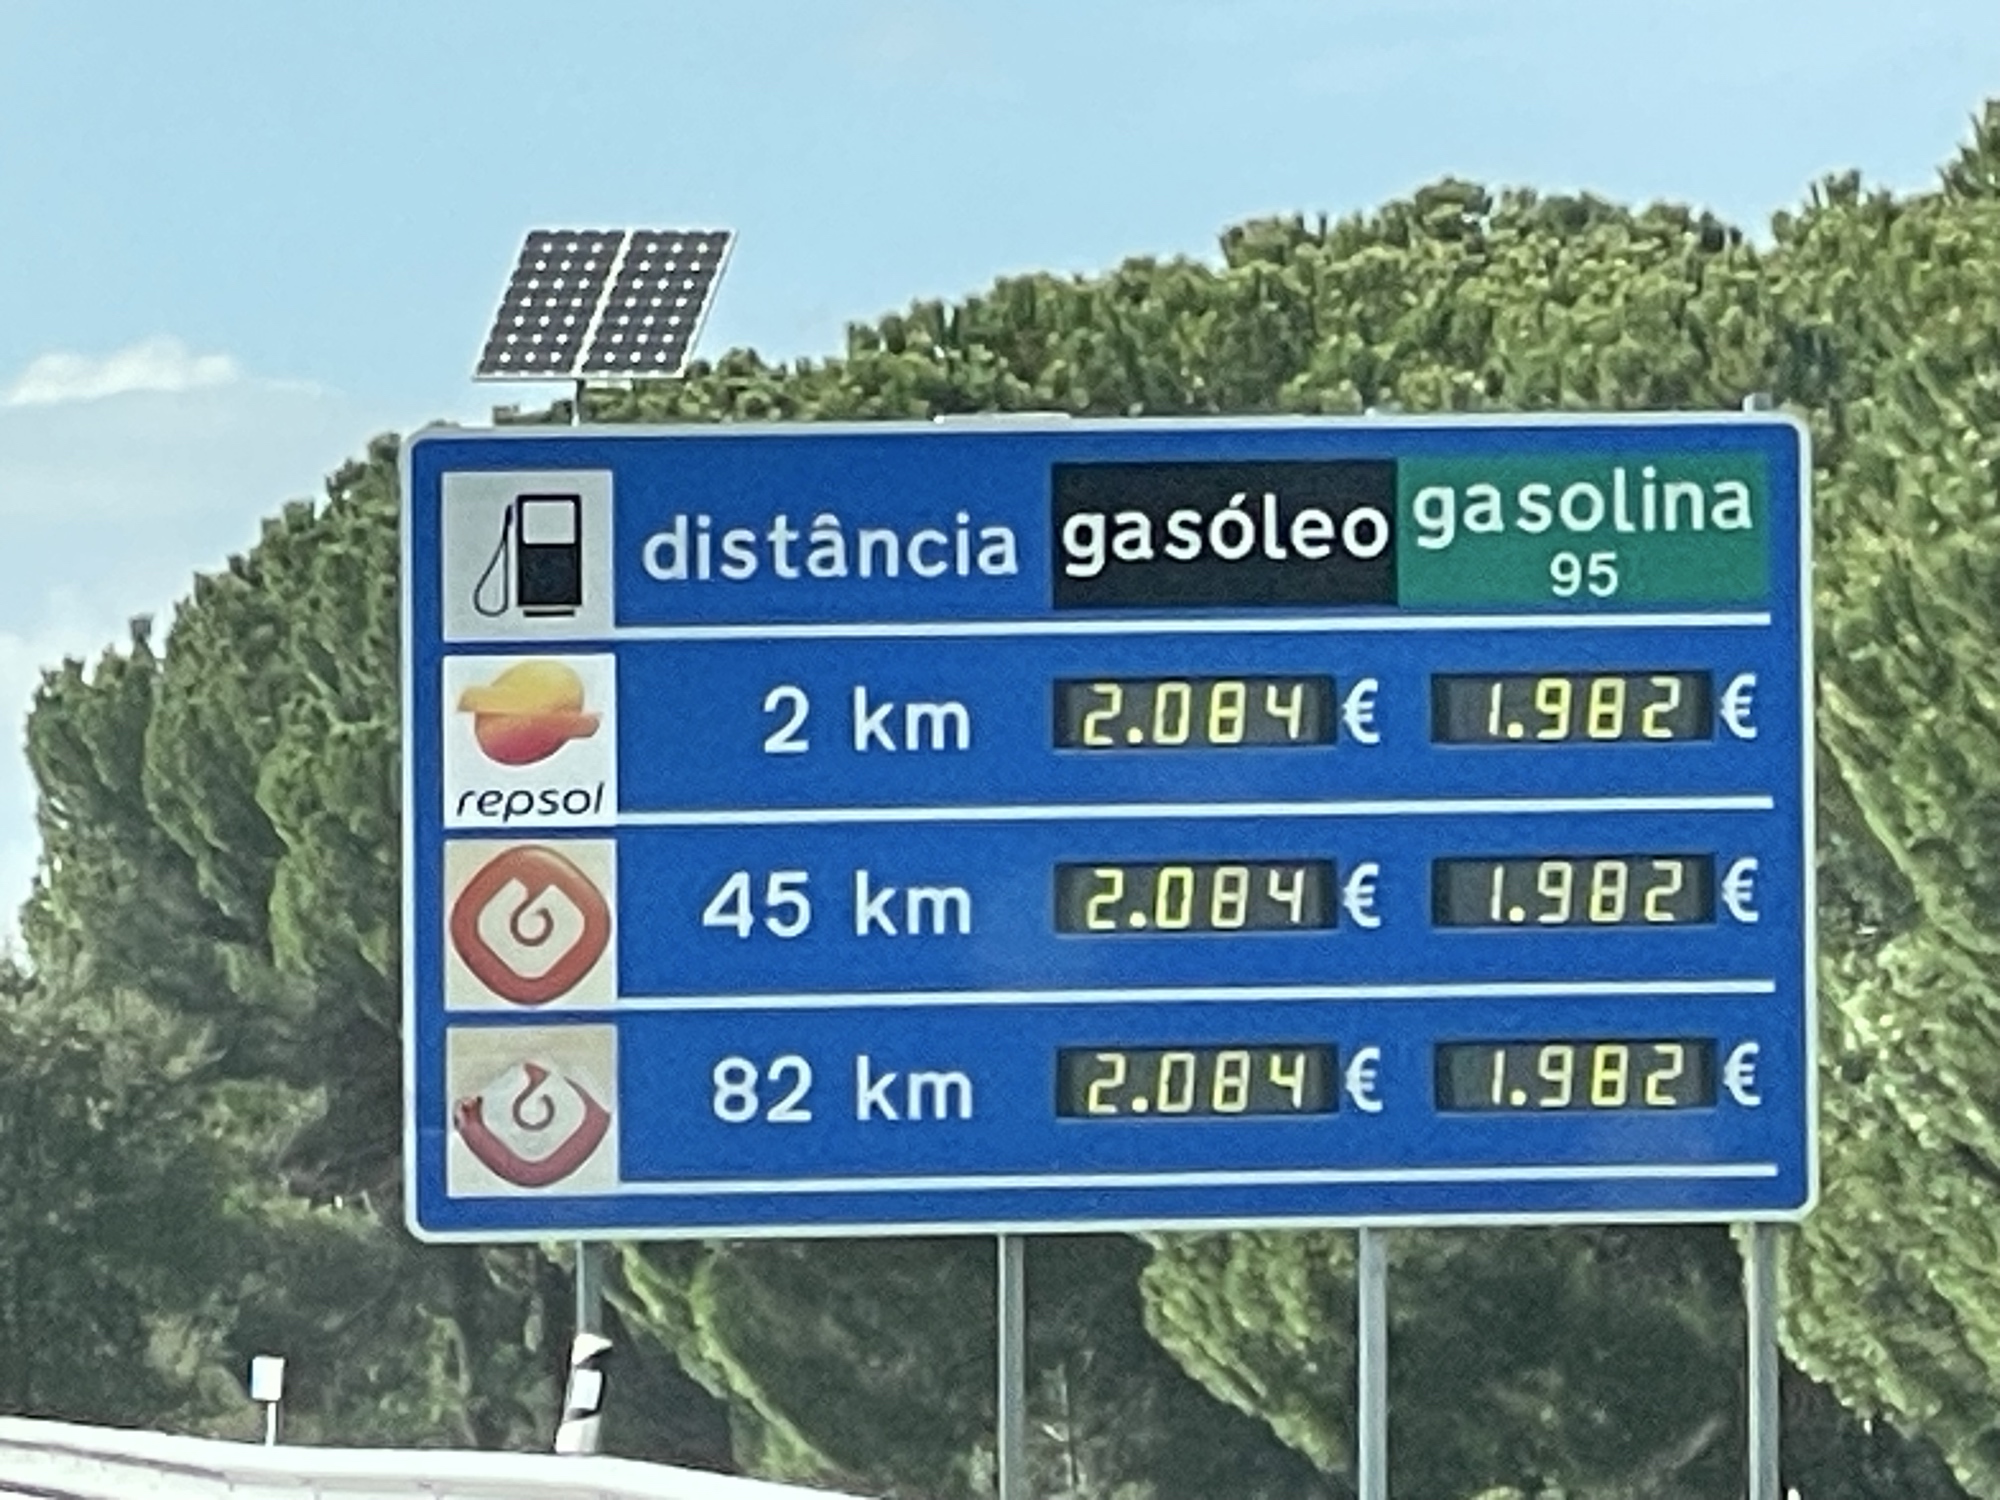 distância gasóleo gasolina 95
repsol 2 km 2.084 € 1.982 €
45 km 2.084 € 1.982 €
82 km 2.084 € 1.982 €